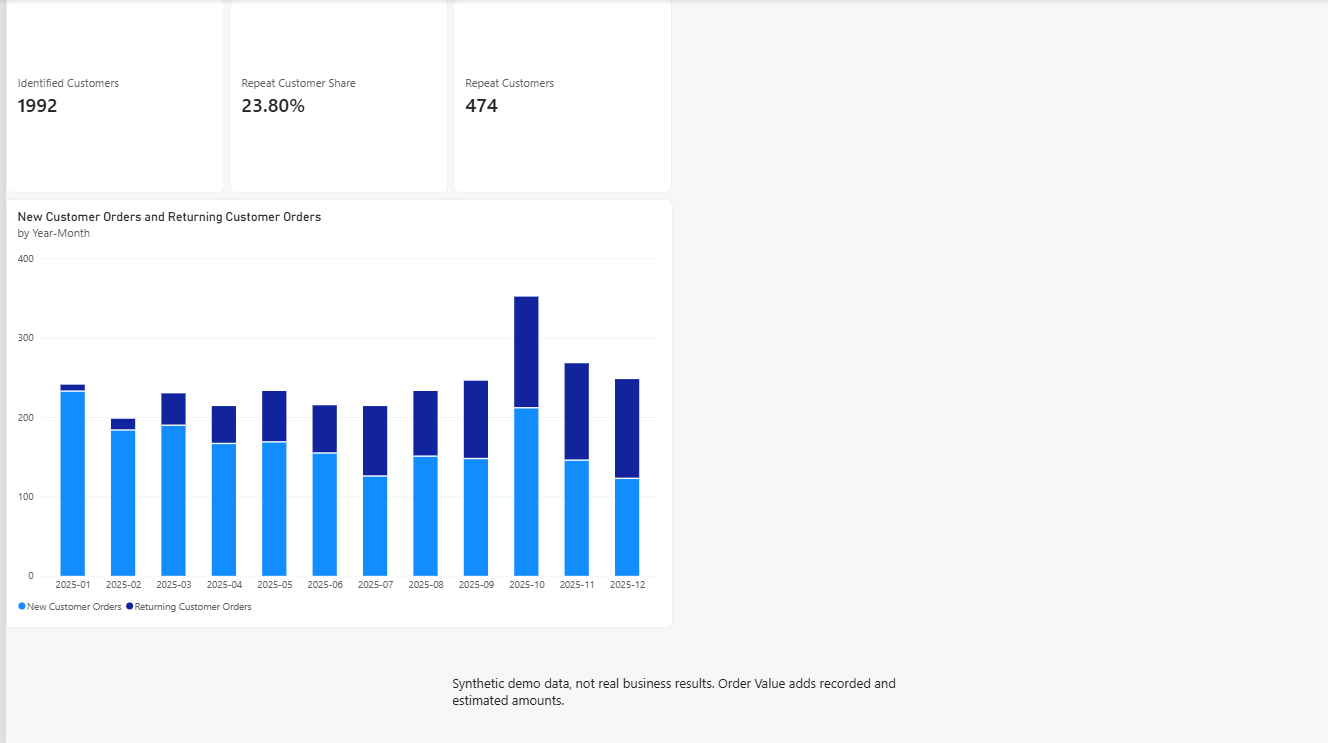 Identified Customers
1992
Repeat Customer Share
23.80%
Repeat Customers
474
New Customer Orders and Returning Customer Orders
by Year-Month
400
300
200
100
0
2025-01 2025-02 2025-03 2025-04 2025-05 2025-06 2025-07 2025-08 2025-09 2025-10 2025-11 2025-12
New Customer Orders Returning Customer Orders
Synthetic demo data, not real business results. Order Value adds recorded and
estimated amounts.